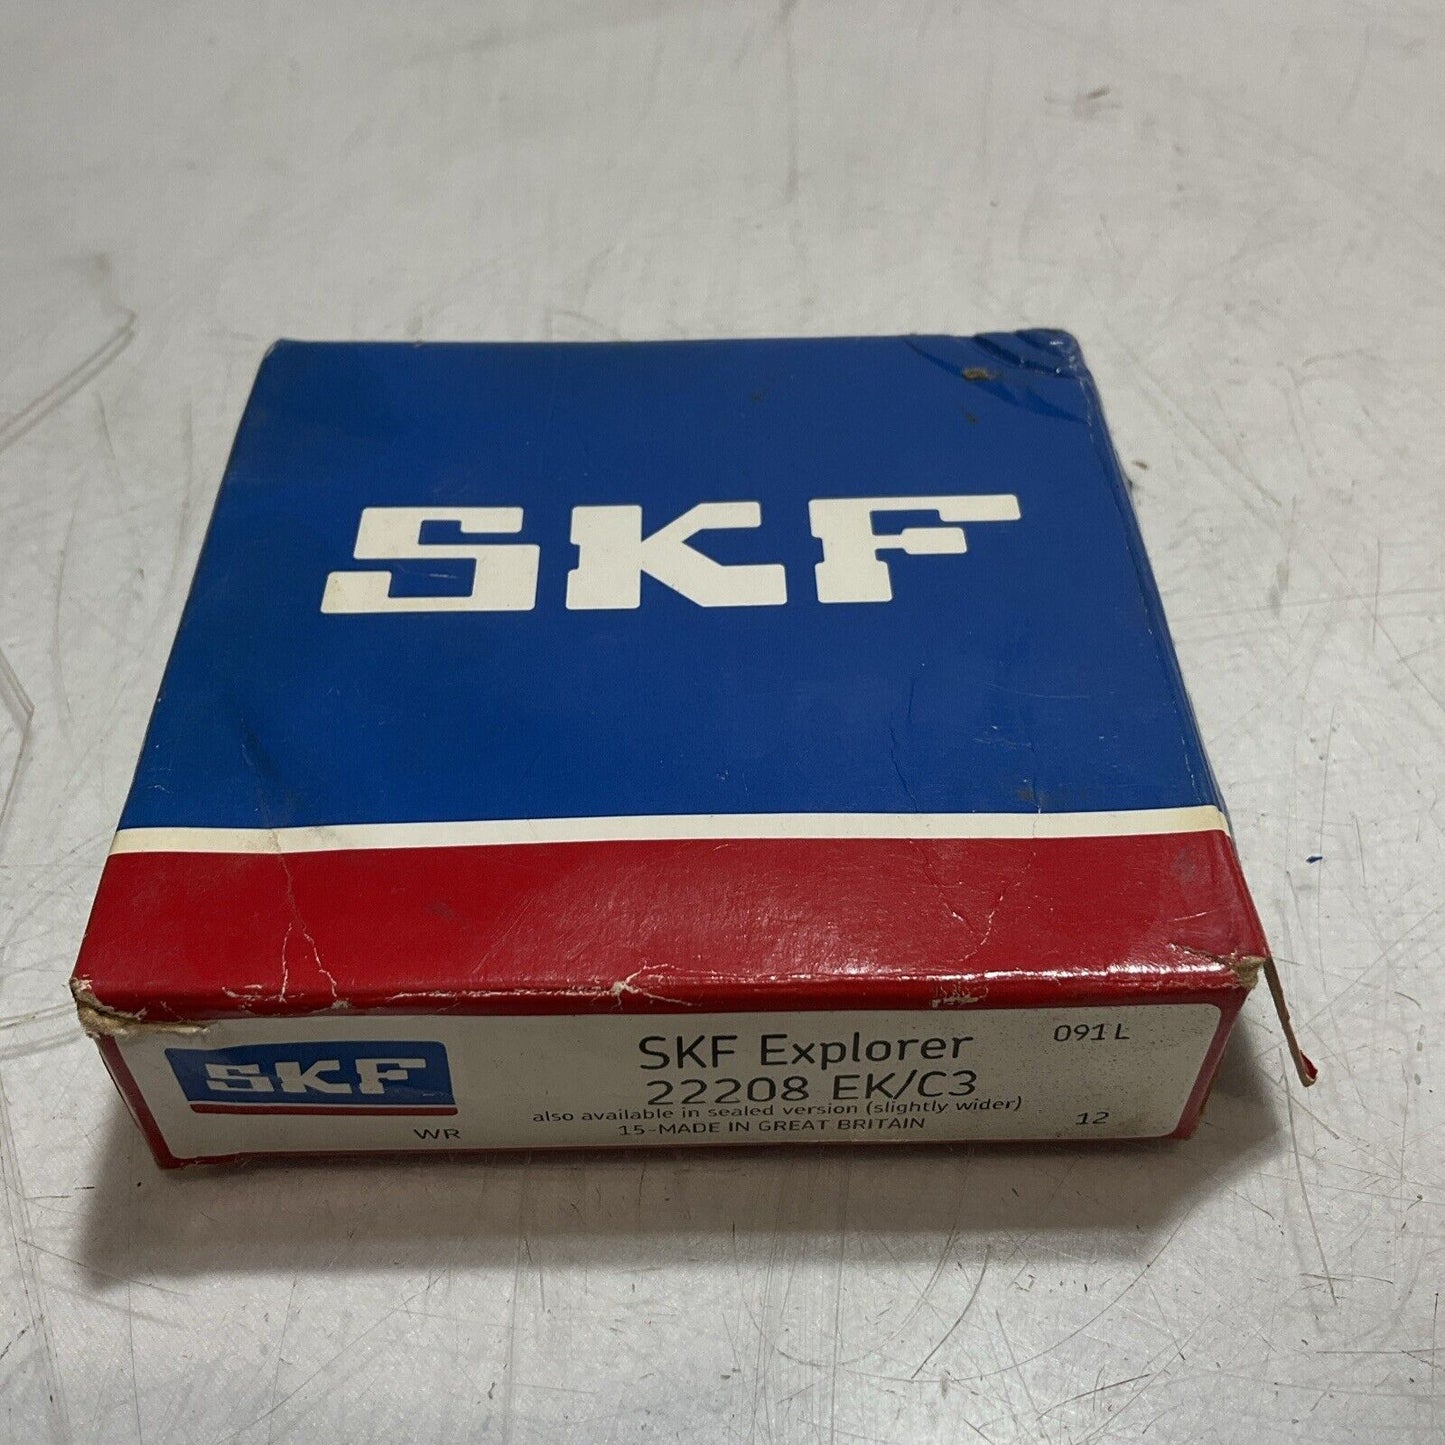 SKF
SKF
SKF Explorer
091 L
22208 EK/C3
also available in sealed version (slightly wider)
WR
15-MADE IN GREAT BRITAIN
12